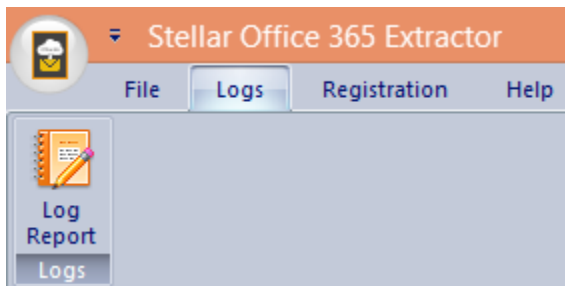 Stellar Office 365 Extractor
File Logs Registration Help
Log
Report
Logs